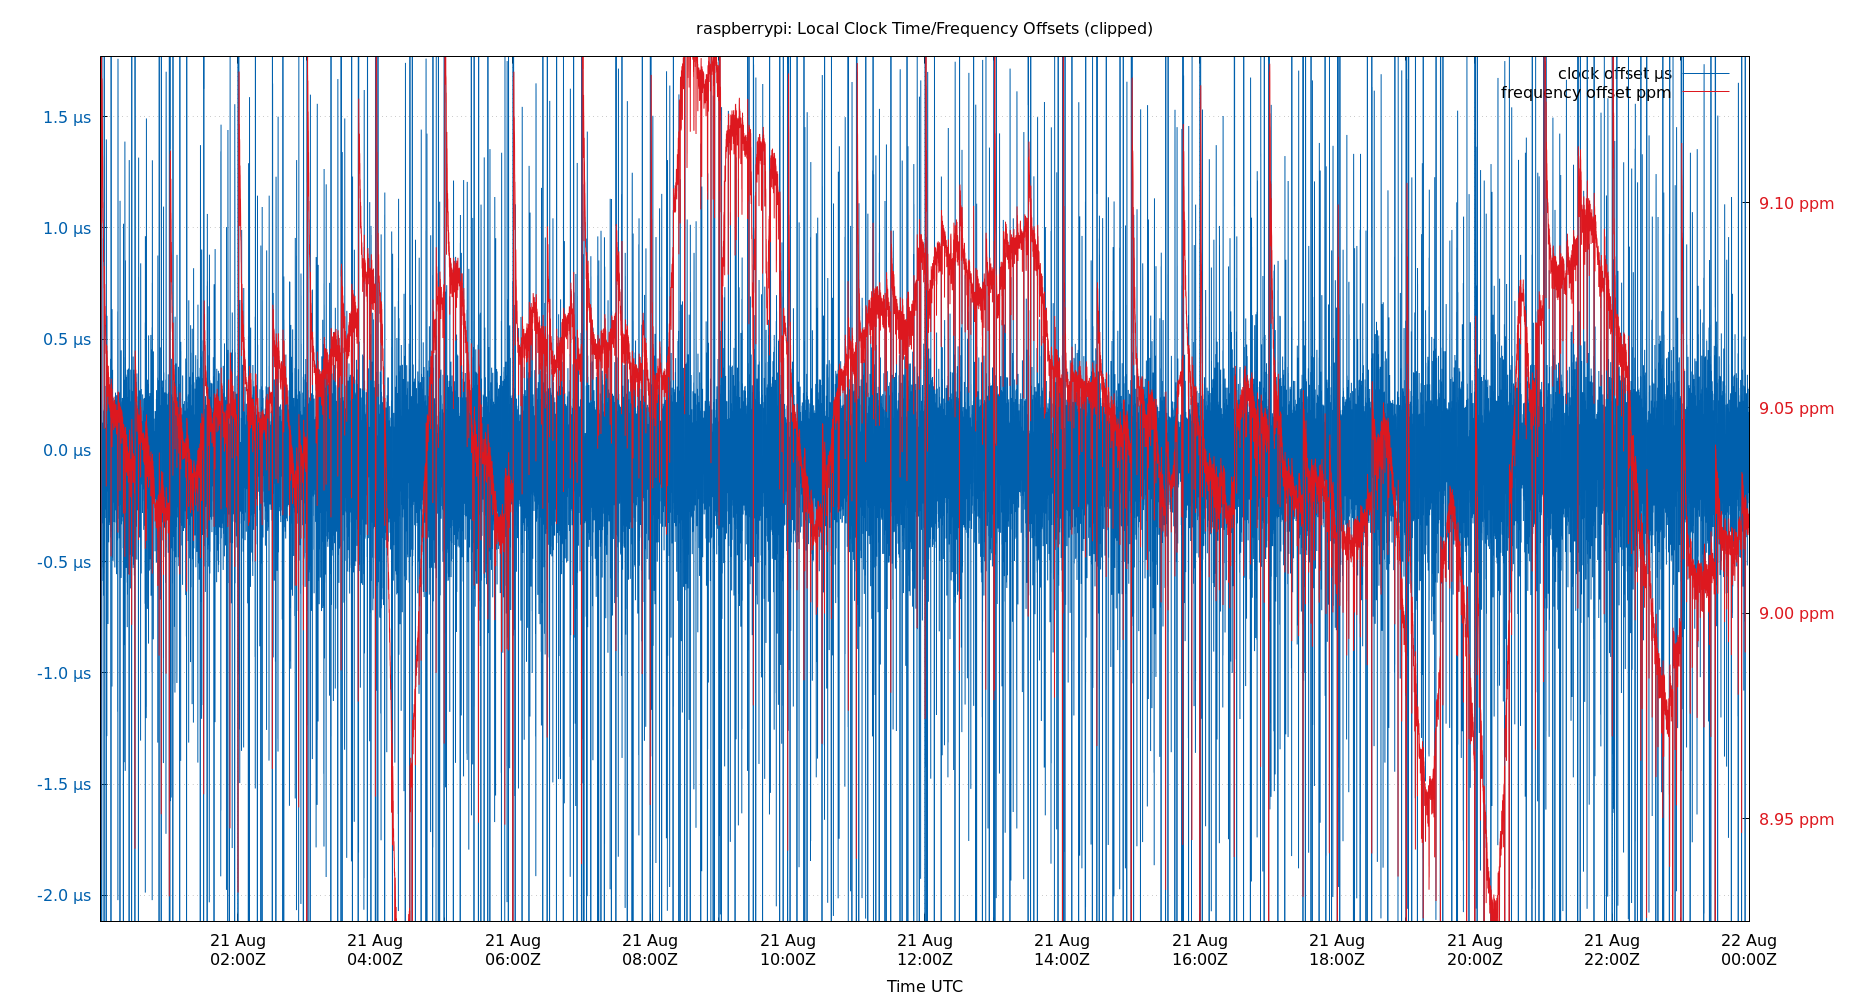 raspberrypi: Local Clock Time/Frequency Offsets (clipped)
clock offset µs
frequency offset ppm
1.5 µs
1.0 µs
0.5 µs
0.0 µs
-0.5 µs
-1.0 µs
-1.5 µs
-2.0 µs
9.10 ppm
9.05 ppm
9.00 ppm
8.95 ppm
21 Aug 21 Aug 21 Aug 21 Aug 21 Aug 21 Aug 21 Aug 21 Aug 21 Aug 21 Aug 21 Aug 22 Aug
02:00Z 04:00Z 06:00Z 08:00Z 10:00Z 12:00Z 14:00Z 16:00Z 18:00Z 20:00Z 22:00Z 00:00Z
Time UTC